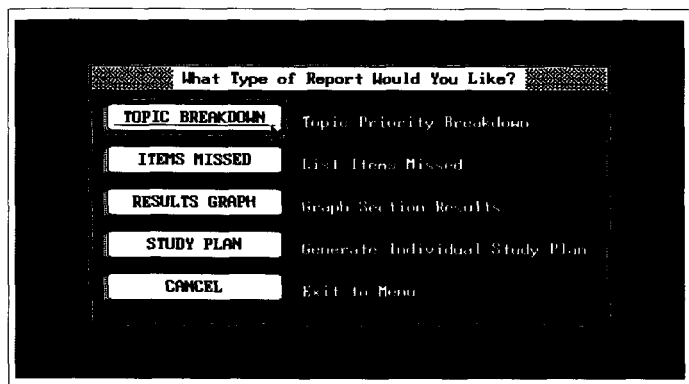 What Type of Report Would You Like?
TOPIC BREAKDOWN Topic Priority Breakdown
ITEMS MISSED List Items Missed
RESULTS GRAPH Graph Section Results
STUDY PLAN Generate Individual Study Plan
CANCEL Exit to Menu